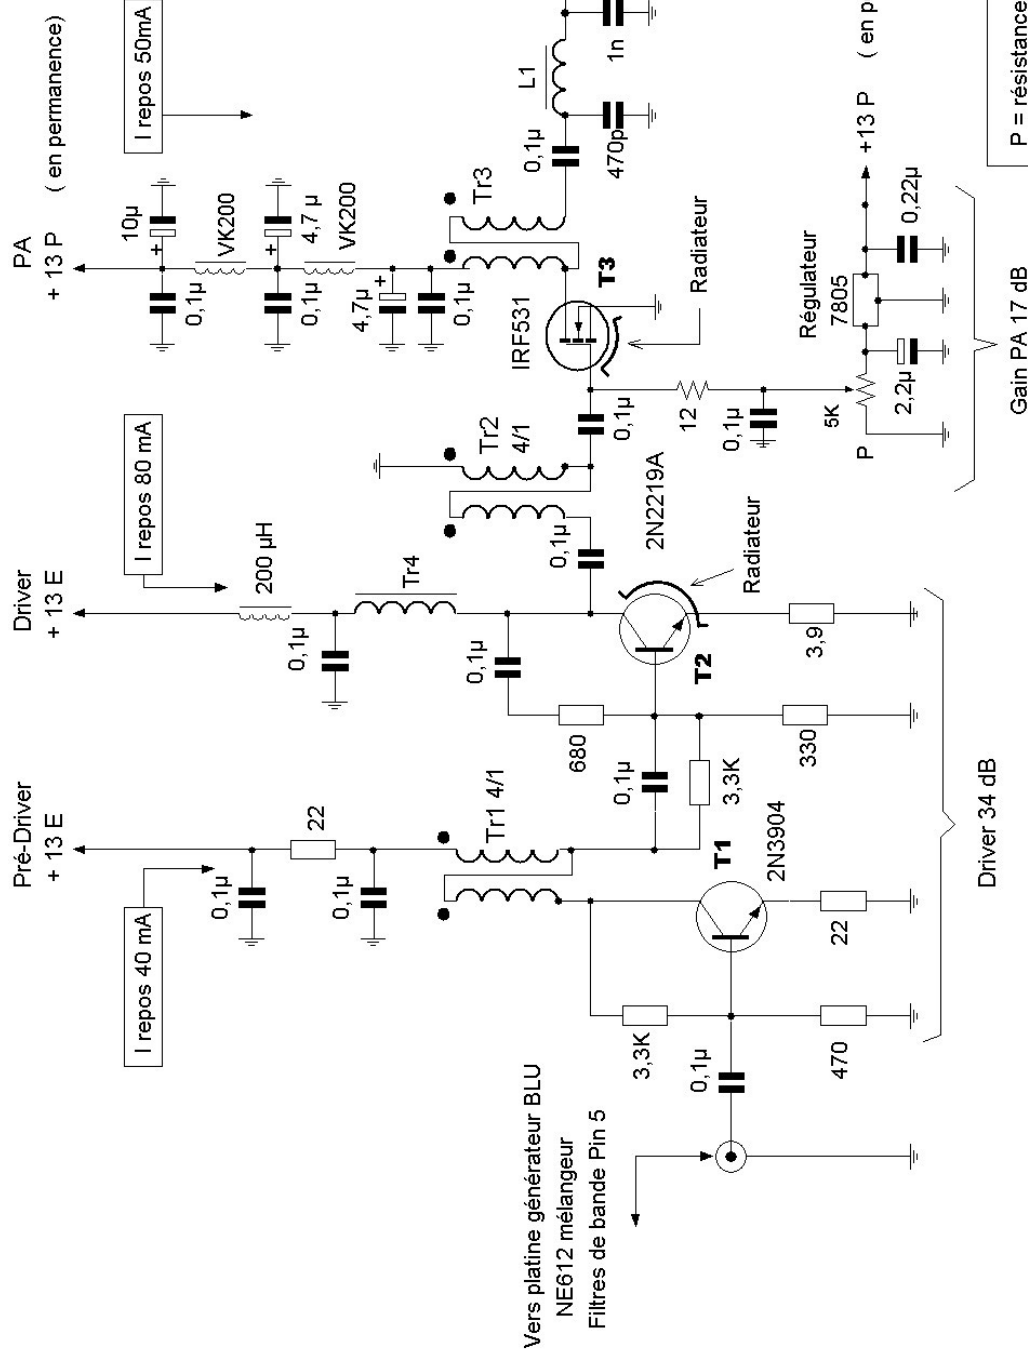 Pré-Driver
+ 13 E
Driver
+ 13 E
PA
+ 13 P
( en permanence)
I repos 40 mA
I repos 80 mA
I repos 50mA
0,1µ
22
0,1µ
Tr1 4/1
200 µH
0,1µ
Tr4
10µ
+
0,1µ
VK200
4,7 µ
+
0,1µ
VK200
4,7µ
+
0,1µ
Tr3
Tr2
4/1
0,1µ
680
0,1µ
0,1µ
0,1µ
L1
1n
470p
IRF531
T3
Radiateur
0,1µ
12
0,1µ
2N2219A
T2
Radiateur
3,3K
330
3,9
T1
2N3904
3,3K
0,1µ
470
22
5K
P
2,2µ
Régulateur
7805
0,22µ
+13 P
( en p
Vers platine générateur BLU
NE612 mélangeur
Filtres de bande Pin 5
Driver 34 dB
Gain PA 17 dB
P = résistance